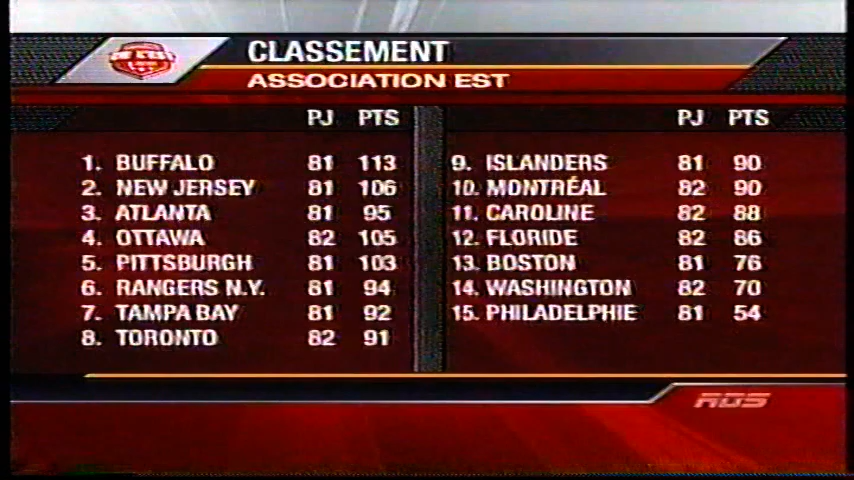 CLASSEMENT
ASSOCIATION EST
PJ PTS
1. BUFFALO 81 113
2. NEW JERSEY 81 106
3. ATLANTA 81 95
4. OTTAWA 82 105
5. PITTSBURGH 81 103
6. RANGERS N.Y. 81 94
7. TAMPA BAY 81 92
8. TORONTO 82 91
PJ PTS
9. ISLANDERS 81 90
10. MONTRÉAL 82 90
11. CAROLINE 82 88
12. FLORIDE 82 86
13. BOSTON 81 76
14. WASHINGTON 82 70
15. PHILADELPHIE 81 54
RDS